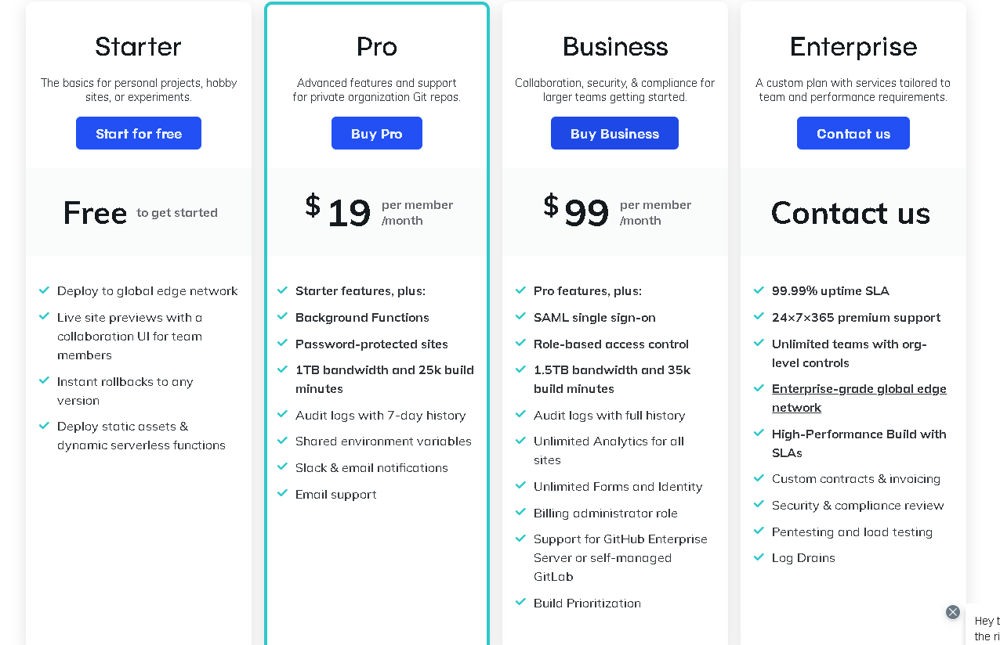 Starter
The basics for personal projects, hobby
sites, or experiments.
Start for free
Free to get started
Deploy to global edge network
Live site previews with a
collaboration UI for team
members
Instant rollbacks to any
version
Deploy static assets &
dynamic serverless functions
Pro
Advanced features and support
for private organization Git repos.
Buy Pro
$19 per member
/month
Starter features, plus:
Background Functions
Password-protected sites
1TB bandwidth and 25k build
minutes
Audit logs with 7-day history
Shared environment variables
Slack & email notifications
Email support
Business
Collaboration, security, & compliance for
larger teams getting started.
Buy Business
$99 per member
/month
Pro features, plus:
SAML single sign-on
Role-based access control
1.5TB bandwidth and 35k
build minutes
Audit logs with full history
Unlimited Analytics for all
sites
Unlimited Forms and Identity
Billing administrator role
Support for GitHub Enterprise
Server or self-managed
GitLab
Build Prioritization
Enterprise
A custom plan with services tailored to
team and performance requirements.
Contact us
Contact us
99.99% uptime SLA
24×7×365 premium support
Unlimited teams with org-
level controls
Enterprise-grade global edge
network
High-Performance Build with
SLAs
Custom contracts & invoicing
Security & compliance review
Pentesting and load testing
Log Drains
Hey t
the ri